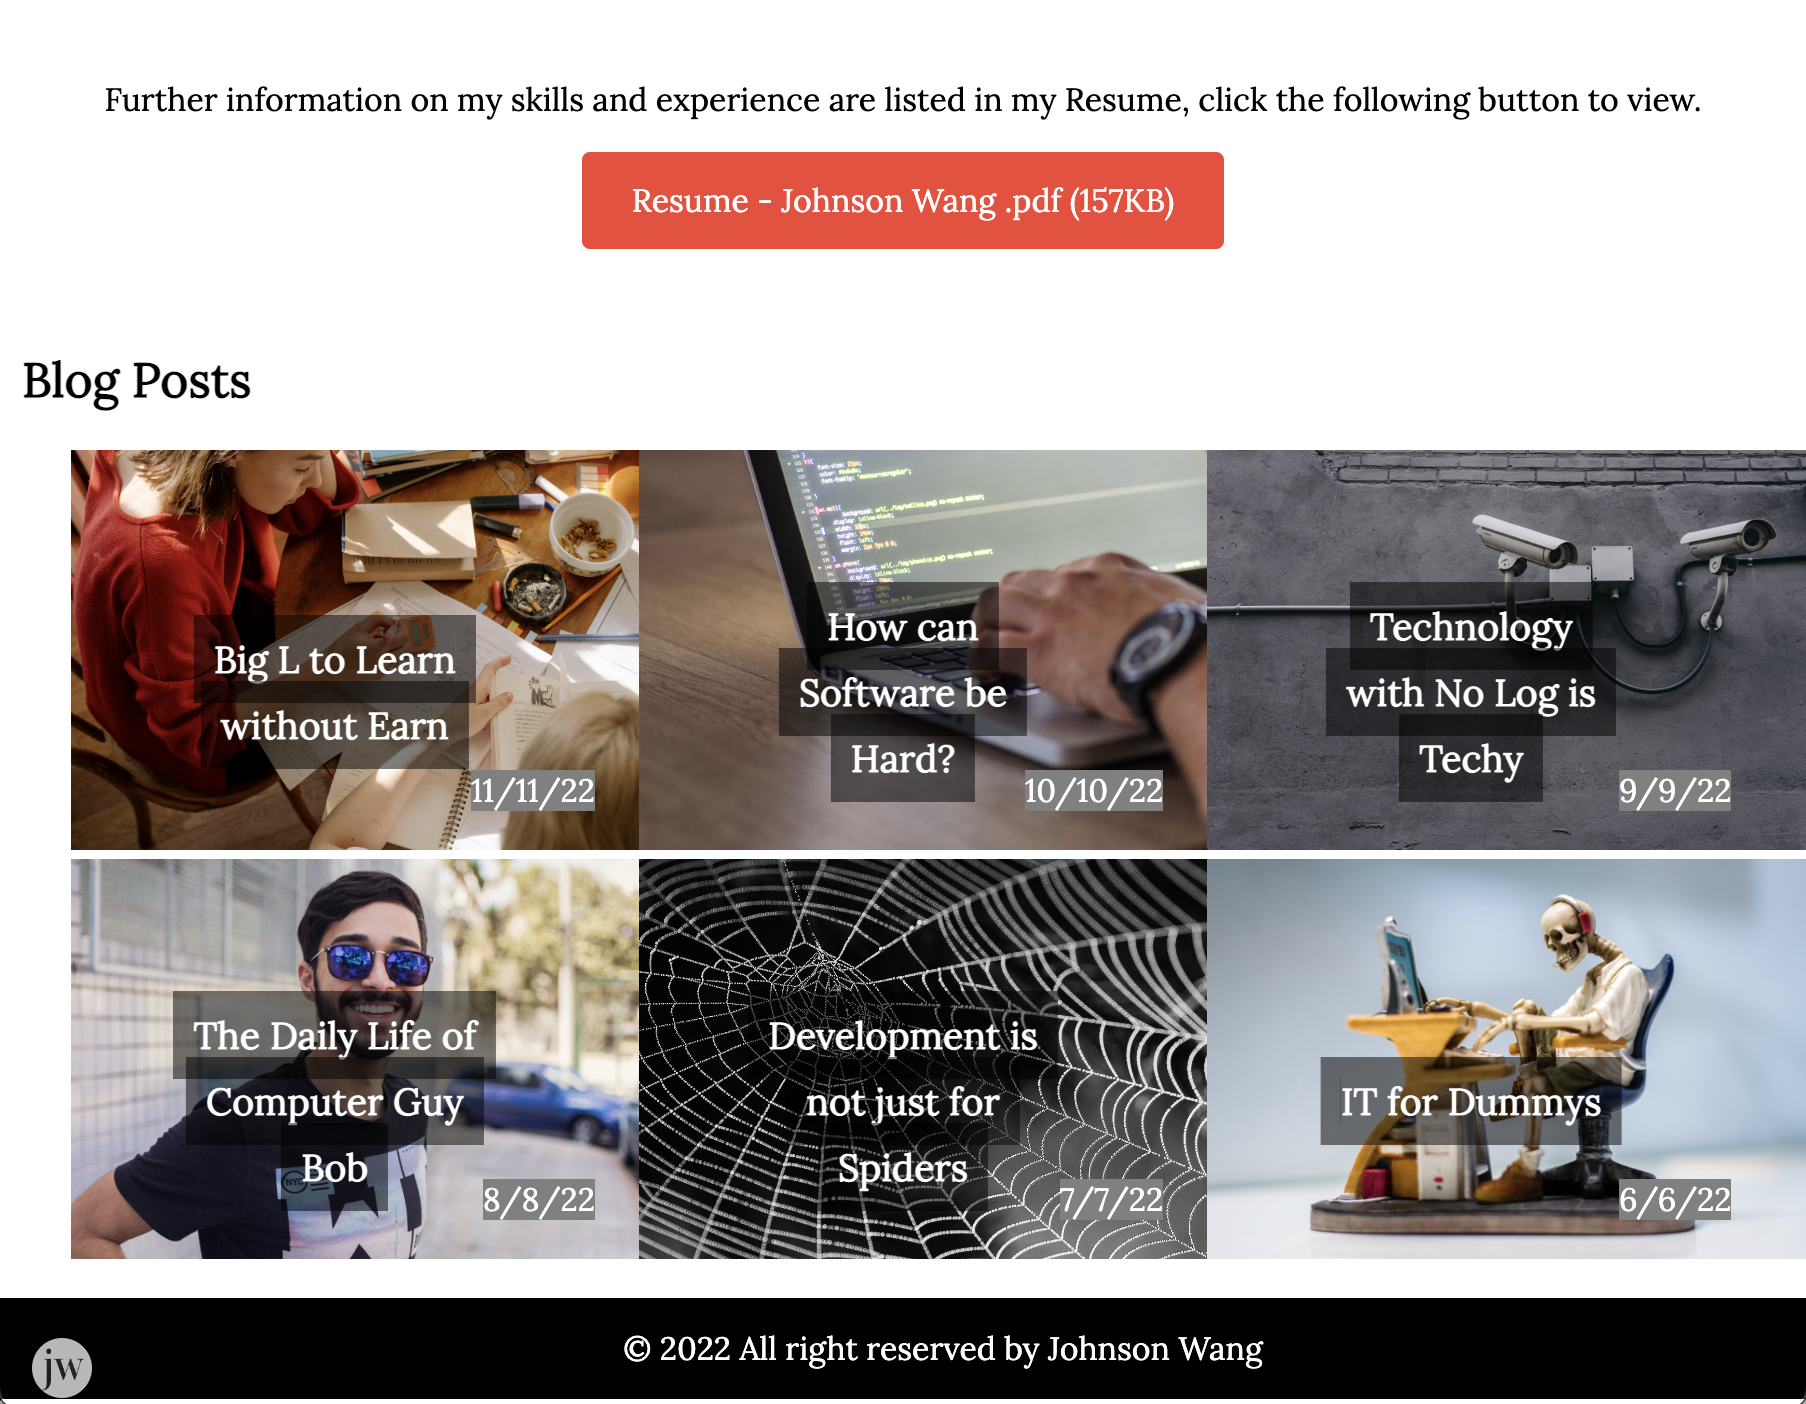 Further information on my skills and experience are listed in my Resume, click the following button to view.
Resume - Johnson Wang .pdf (157KB)
Blog Posts
Big L to Learn
without Earn
11/11/22
How can
Software be
Hard?
10/10/22
Technology
with No Log is
Techy
9/9/22
The Daily Life of
Computer Guy
Bob
8/8/22
Development is
not just for
Spiders
7/7/22
IT for Dummys
6/6/22
jw
© 2022 All right reserved by Johnson Wang